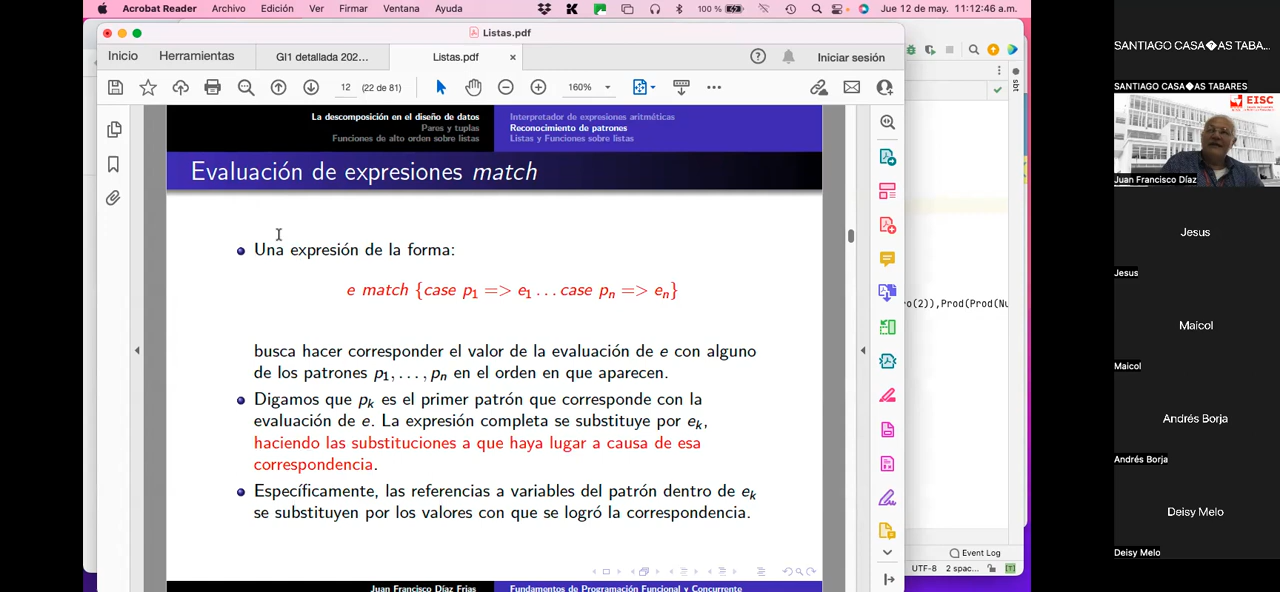 Acrobat Reader Archivo Edición Ver Firmar Ventana Ayuda 100 % Jue 12 de may. 11:12:46 a.m.
Listas.pdf
Inicio Herramientas GI1 detallada 202... Listas.pdf × Iniciar sesión
12 (22 de 81) 160%
La descomposición en el diseño de datos
Pares y tuplas
Funciones de alto orden sobre listas
Interpretador de expresiones aritméticas
Reconocimiento de patrones
Listas y Funciones sobre listas
Evaluación de expresiones match
Una expresión de la forma:
e match {case p1 => e1 ... case pn => en}
busca hacer corresponder el valor de la evaluación de e con alguno
de los patrones p1, ..., pn en el orden en que aparecen.
Digamos que pk es el primer patrón que corresponde con la
evaluación de e. La expresión completa se substituye por ek,
haciendo las substituciones a que haya lugar a causa de esa
correspondencia.
Específicamente, las referencias a variables del patrón dentro de ek
se substituyen por los valores con que se logró la correspondencia.
Juan Francisco Díaz Frias Fundamentos de Programación Funcional y Concurrente
sbt
ro(2)),Prod(Prod(Nu
Event Log
UTF-8 2 spac...
SANTIAGO CASA�AS TABA...
SANTIAGO CASA�AS TABARES
EISC
Juan Francisco Díaz
Jesus
Jesus
Maicol
Maicol
Andrés Borja
Andrés Borja
Deisy Melo
Deisy Melo